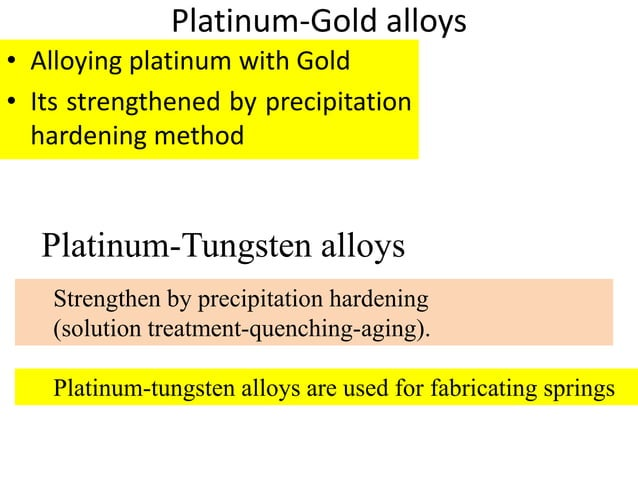 Platinum-Gold alloys
• Alloying platinum with Gold
• Its strengthened by precipitation
hardening method
Platinum-Tungsten alloys
Strengthen by precipitation hardening
(solution treatment-quenching-aging).
Platinum-tungsten alloys are used for fabricating springs